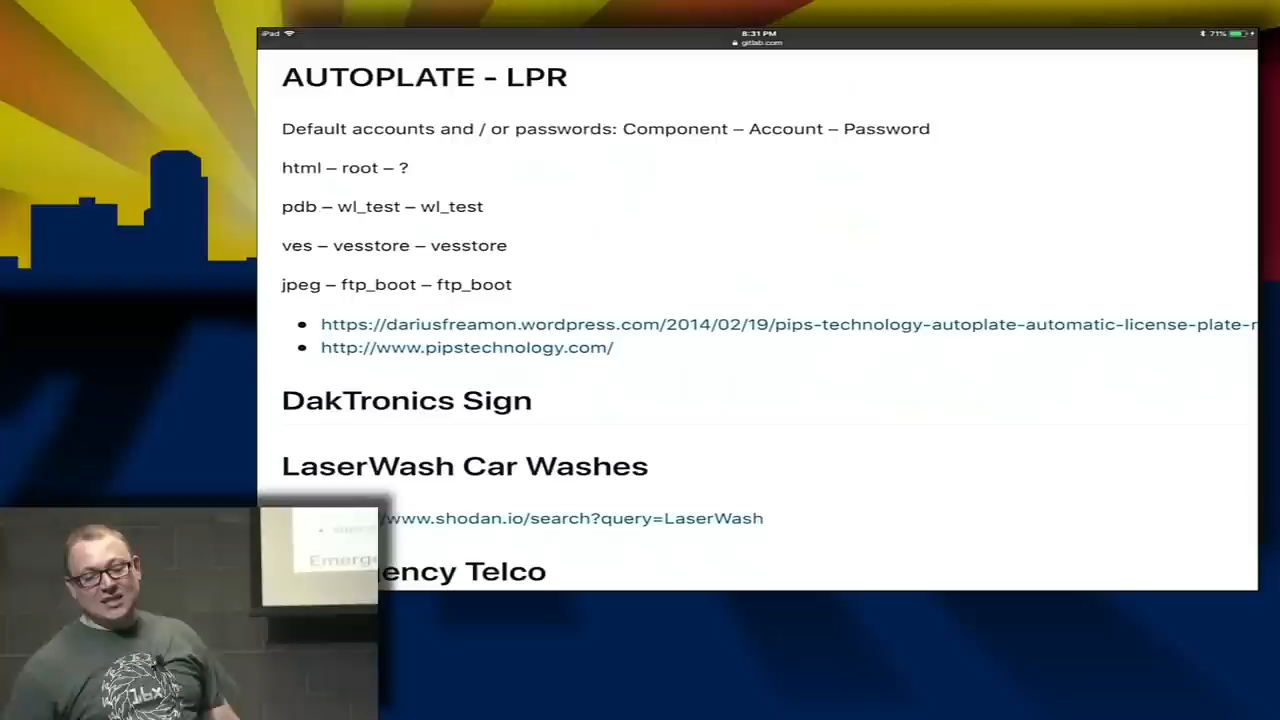 iPad
8:31 PM
71%
gitlab.com
AUTOPLATE - LPR
Default accounts and / or passwords: Component – Account – Password
html – root – ?
pdb – wl_test – wl_test
ves – vesstore – vesstore
jpeg – ftp_boot – ftp_boot
https://dariusfreamon.wordpress.com/2014/02/19/pips-technology-autoplate-automatic-license-plate-r
http://www.pipstechnology.com/
DakTronics Sign
LaserWash Car Washes
/www.shodan.io/search?query=LaserWash
ency Telco
Emerge